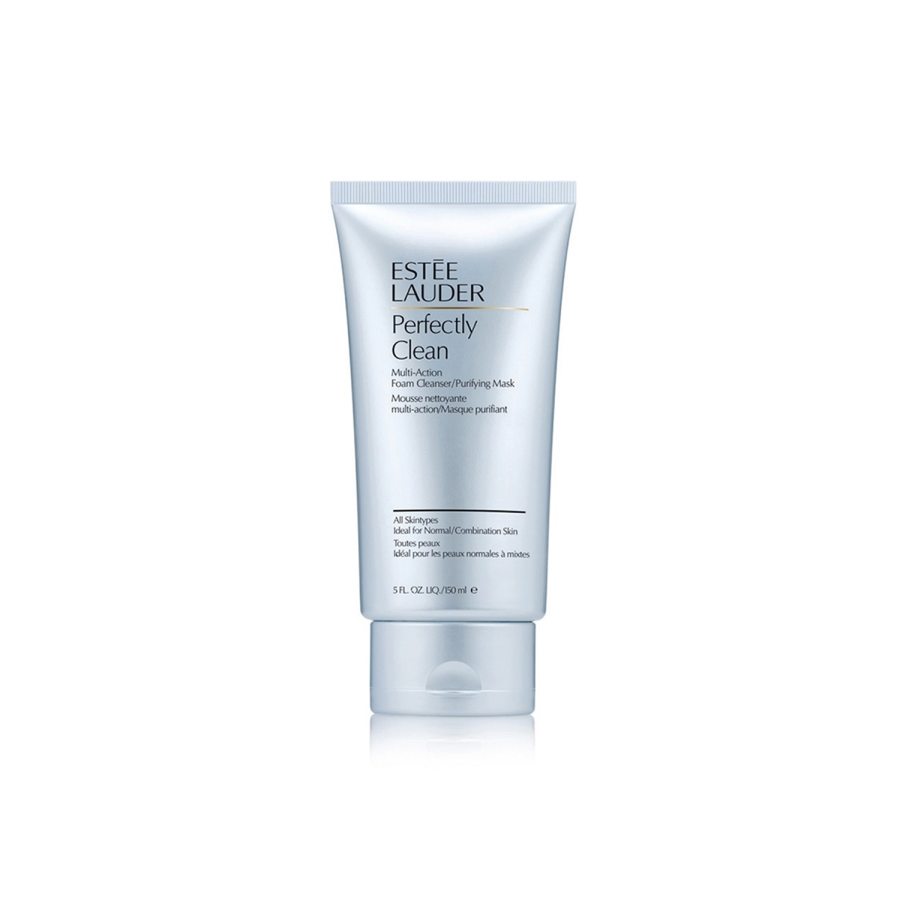 ESTĒE
LAUDER
Perfectly
Clean
Multi-Action
Foam Cleanser/Purifying Mask
Mousse nettoyante
multi-action/Masque purifiant
All Skintypes
Ideal for Normal/Combination Skin
Toutes peaux
Idéal pour les peaux normales à mixtes
5 FL. OZ. LIQ./150 ml ℮